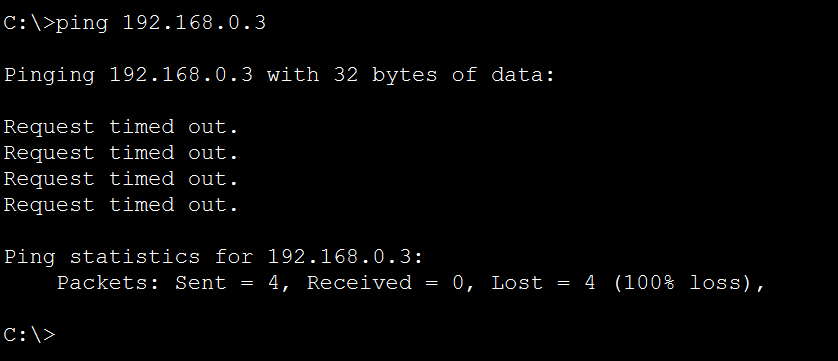 C:\>ping 192.168.0.3
Pinging 192.168.0.3 with 32 bytes of data:
Request timed out.
Request timed out.
Request timed out.
Request timed out.
Ping statistics for 192.168.0.3:
    Packets: Sent = 4, Received = 0, Lost = 4 (100% loss),
C:\>